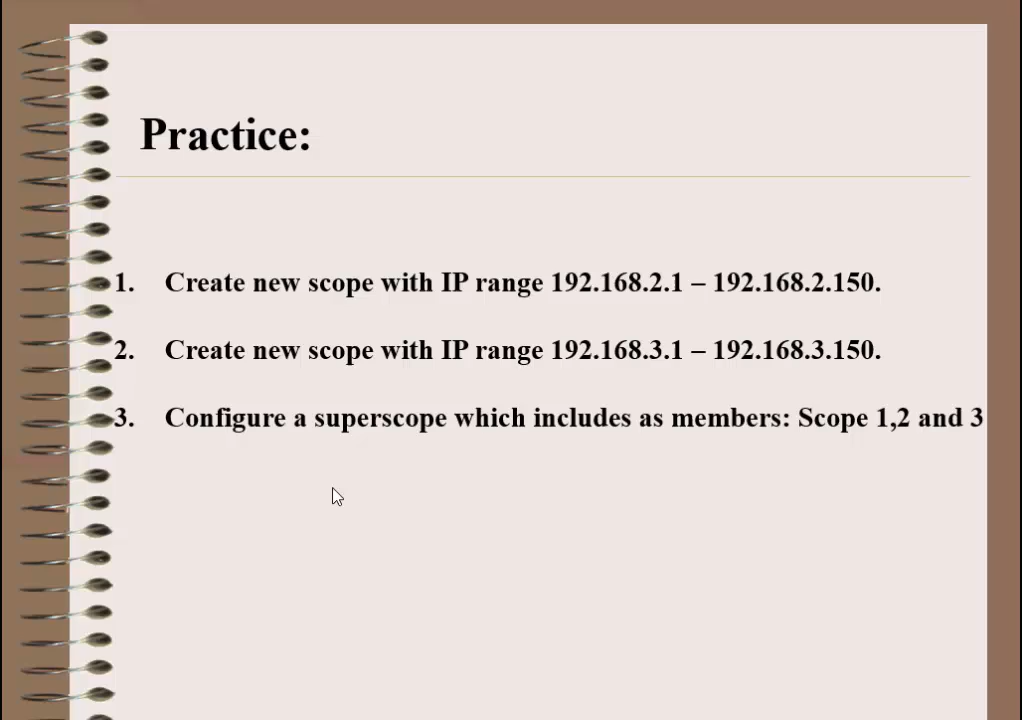 Practice:
1. Create new scope with IP range 192.168.2.1 – 192.168.2.150.
2. Create new scope with IP range 192.168.3.1 – 192.168.3.150.
3. Configure a superscope which includes as members: Scope 1,2 and 3